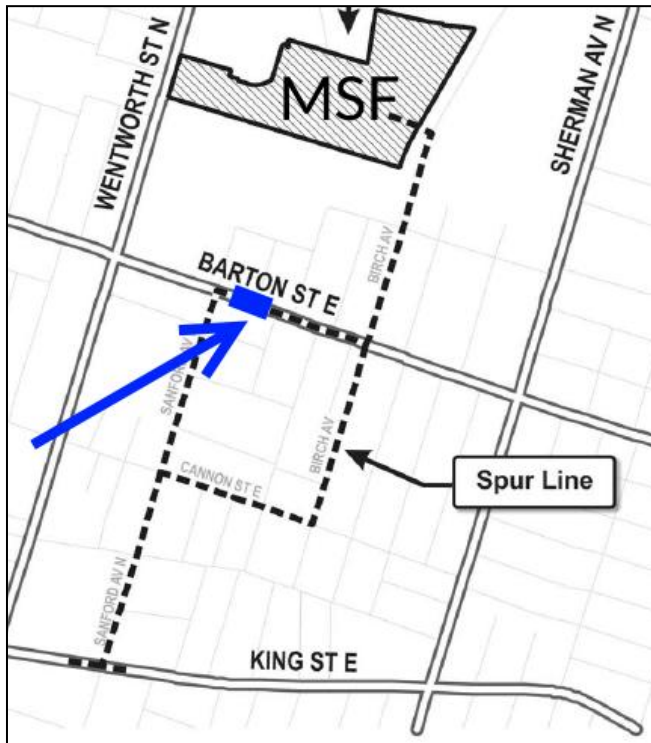 WENTWORTH ST N
MSF
SHERMAN AV N
BIRCH AV
BARTON ST E
SANFORD AV
BIRCH AV
CANNON ST E
Spur Line
SANFORD AV N
KING ST E